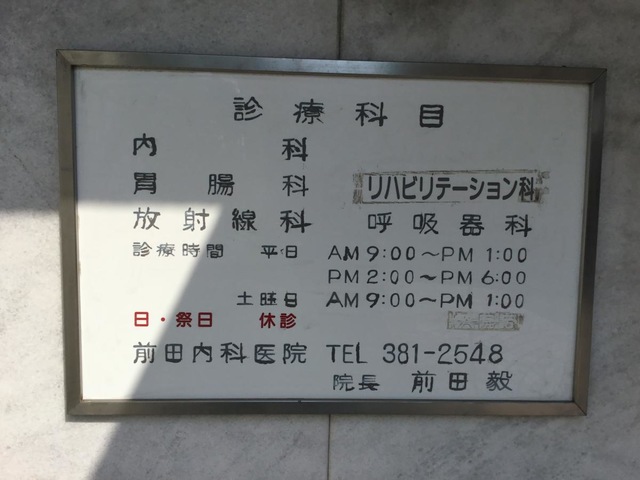 診療科目
内科
胃腸科 リハビリテーション科
放射線科 呼吸器科
診療時間 平日 AM 9:00~PM 1:00
PM 2:00~PM 6:00
土曜日 AM 9:00~PM 1:00
日・祭日 休診
前田内科医院 TEL 381-2548
院長 前田毅